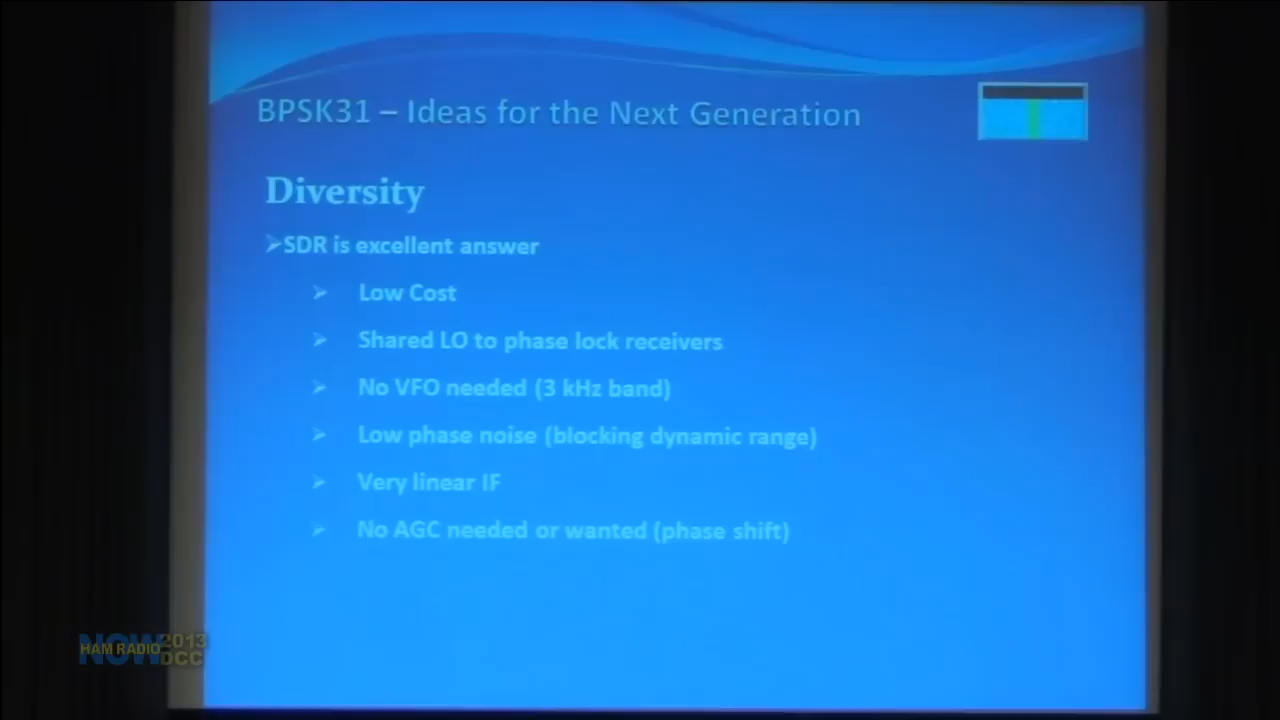 BPSK31 – Ideas for the Next Generation
Diversity
➢SDR is excellent answer
➢ Low Cost
➢ Shared LO to phase lock receivers
➢ No VFO needed (3 kHz band)
➢ Low phase noise (blocking dynamic range)
➢ Very linear IF
➢ No AGC needed or wanted (phase shift)
HAM RADIO NOW 2013 DCC